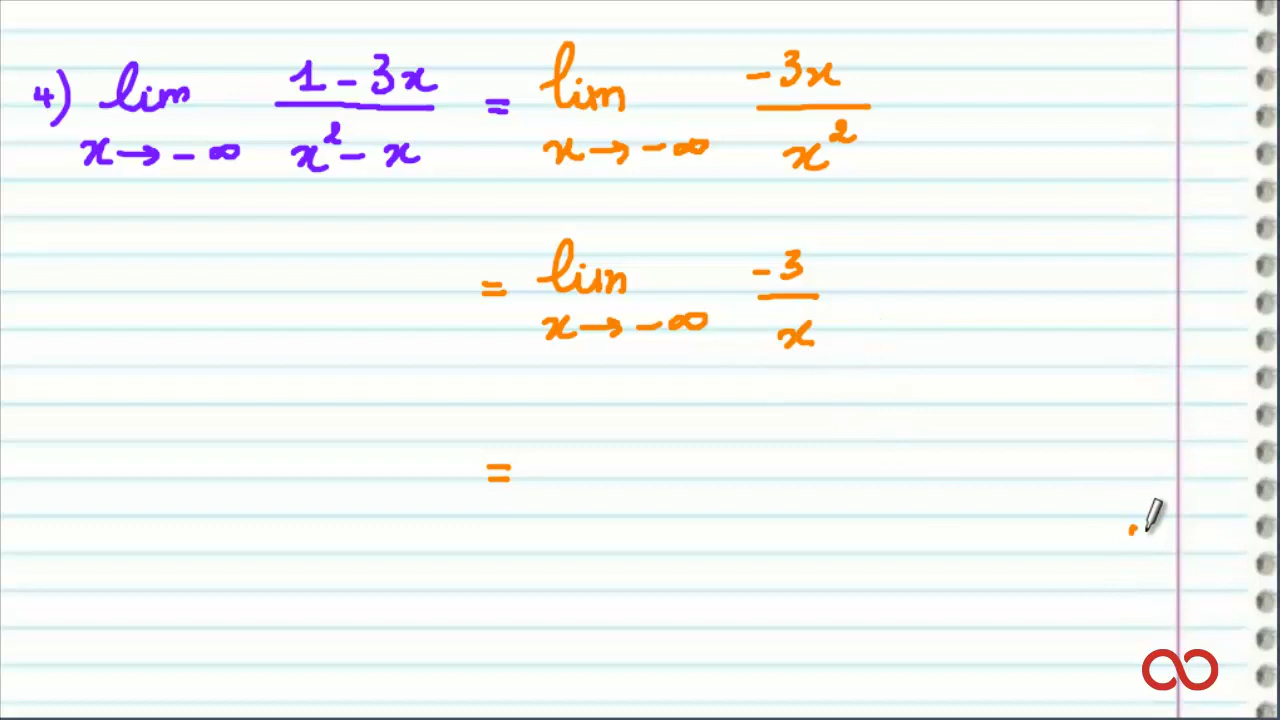 4) lim x→-∞ (1-3x)/(x²-x) = lim x→-∞ -3x/x²
= lim x→-∞ -3/x
=